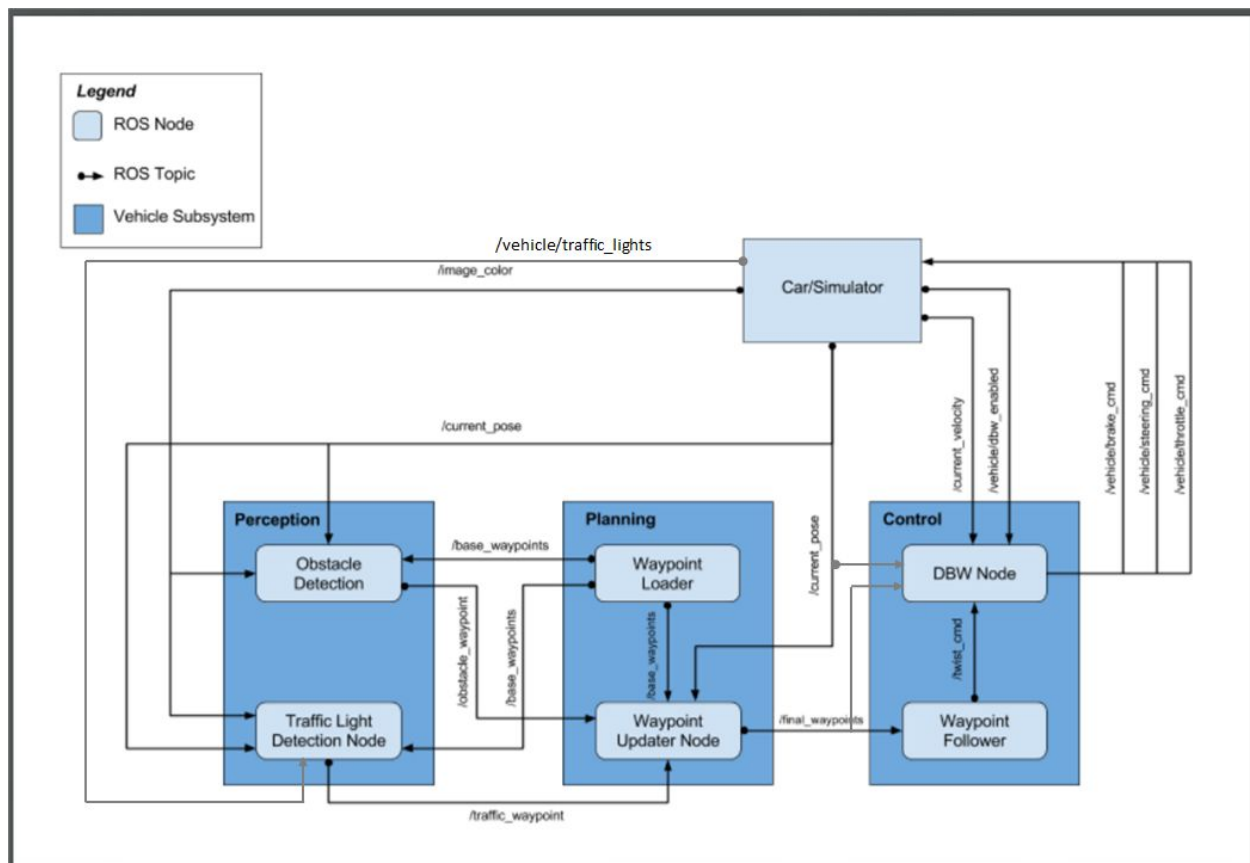 Legend
ROS Node
ROS Topic
Vehicle Subsystem
/vehicle/traffic_lights
/image_color
Car/Simulator
/current_pose
/current_velocity
/vehicle/dbw_enabled
/vehicle/brake_cmd
/vehicle/steering_cmd
/vehicle/throttle_cmd
Perception
Obstacle
Detection
Traffic Light
Detection Node
/base_waypoints
/obstacle_waypoint
/base_waypoints
Planning
Waypoint
Loader
/base_waypoints
Waypoint
Updater Node
/current_pose
/final_waypoints
Control
DBW Node
/twist_cmd
Waypoint
Follower
/traffic_waypoint